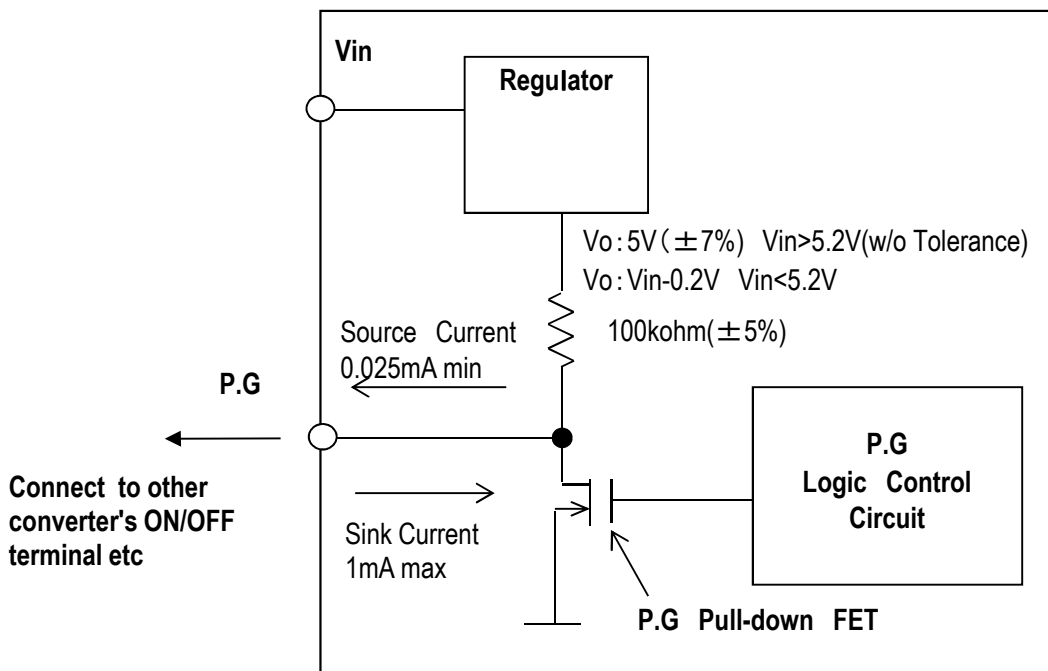 Vin
Regulator
Vo:5V(±7%) Vin>5.2V(w/o Tolerance)
Vo:Vin-0.2V Vin<5.2V
100kohm(±5%)
Source Current
0.025mA min
P.G
Connect to other
converter's ON/OFF
terminal etc
Sink Current
1mA max
P.G
Logic Control
Circuit
P.G Pull-down FET